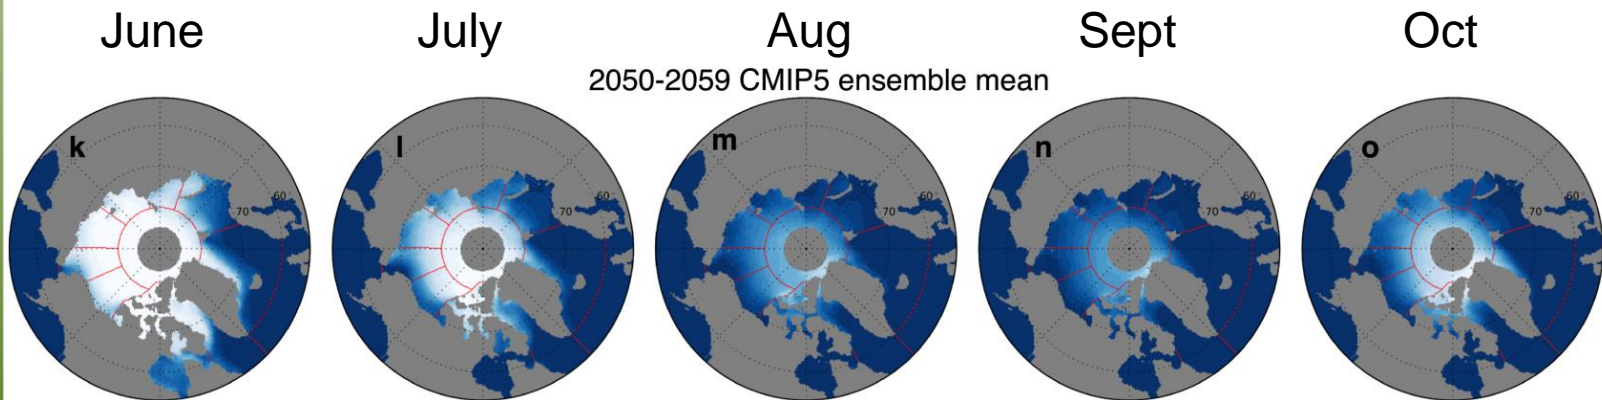 June July Aug Sept Oct
2050-2059 CMIP5 ensemble mean
k l m n o
60 60 60 60 60
70 70 70 70 70